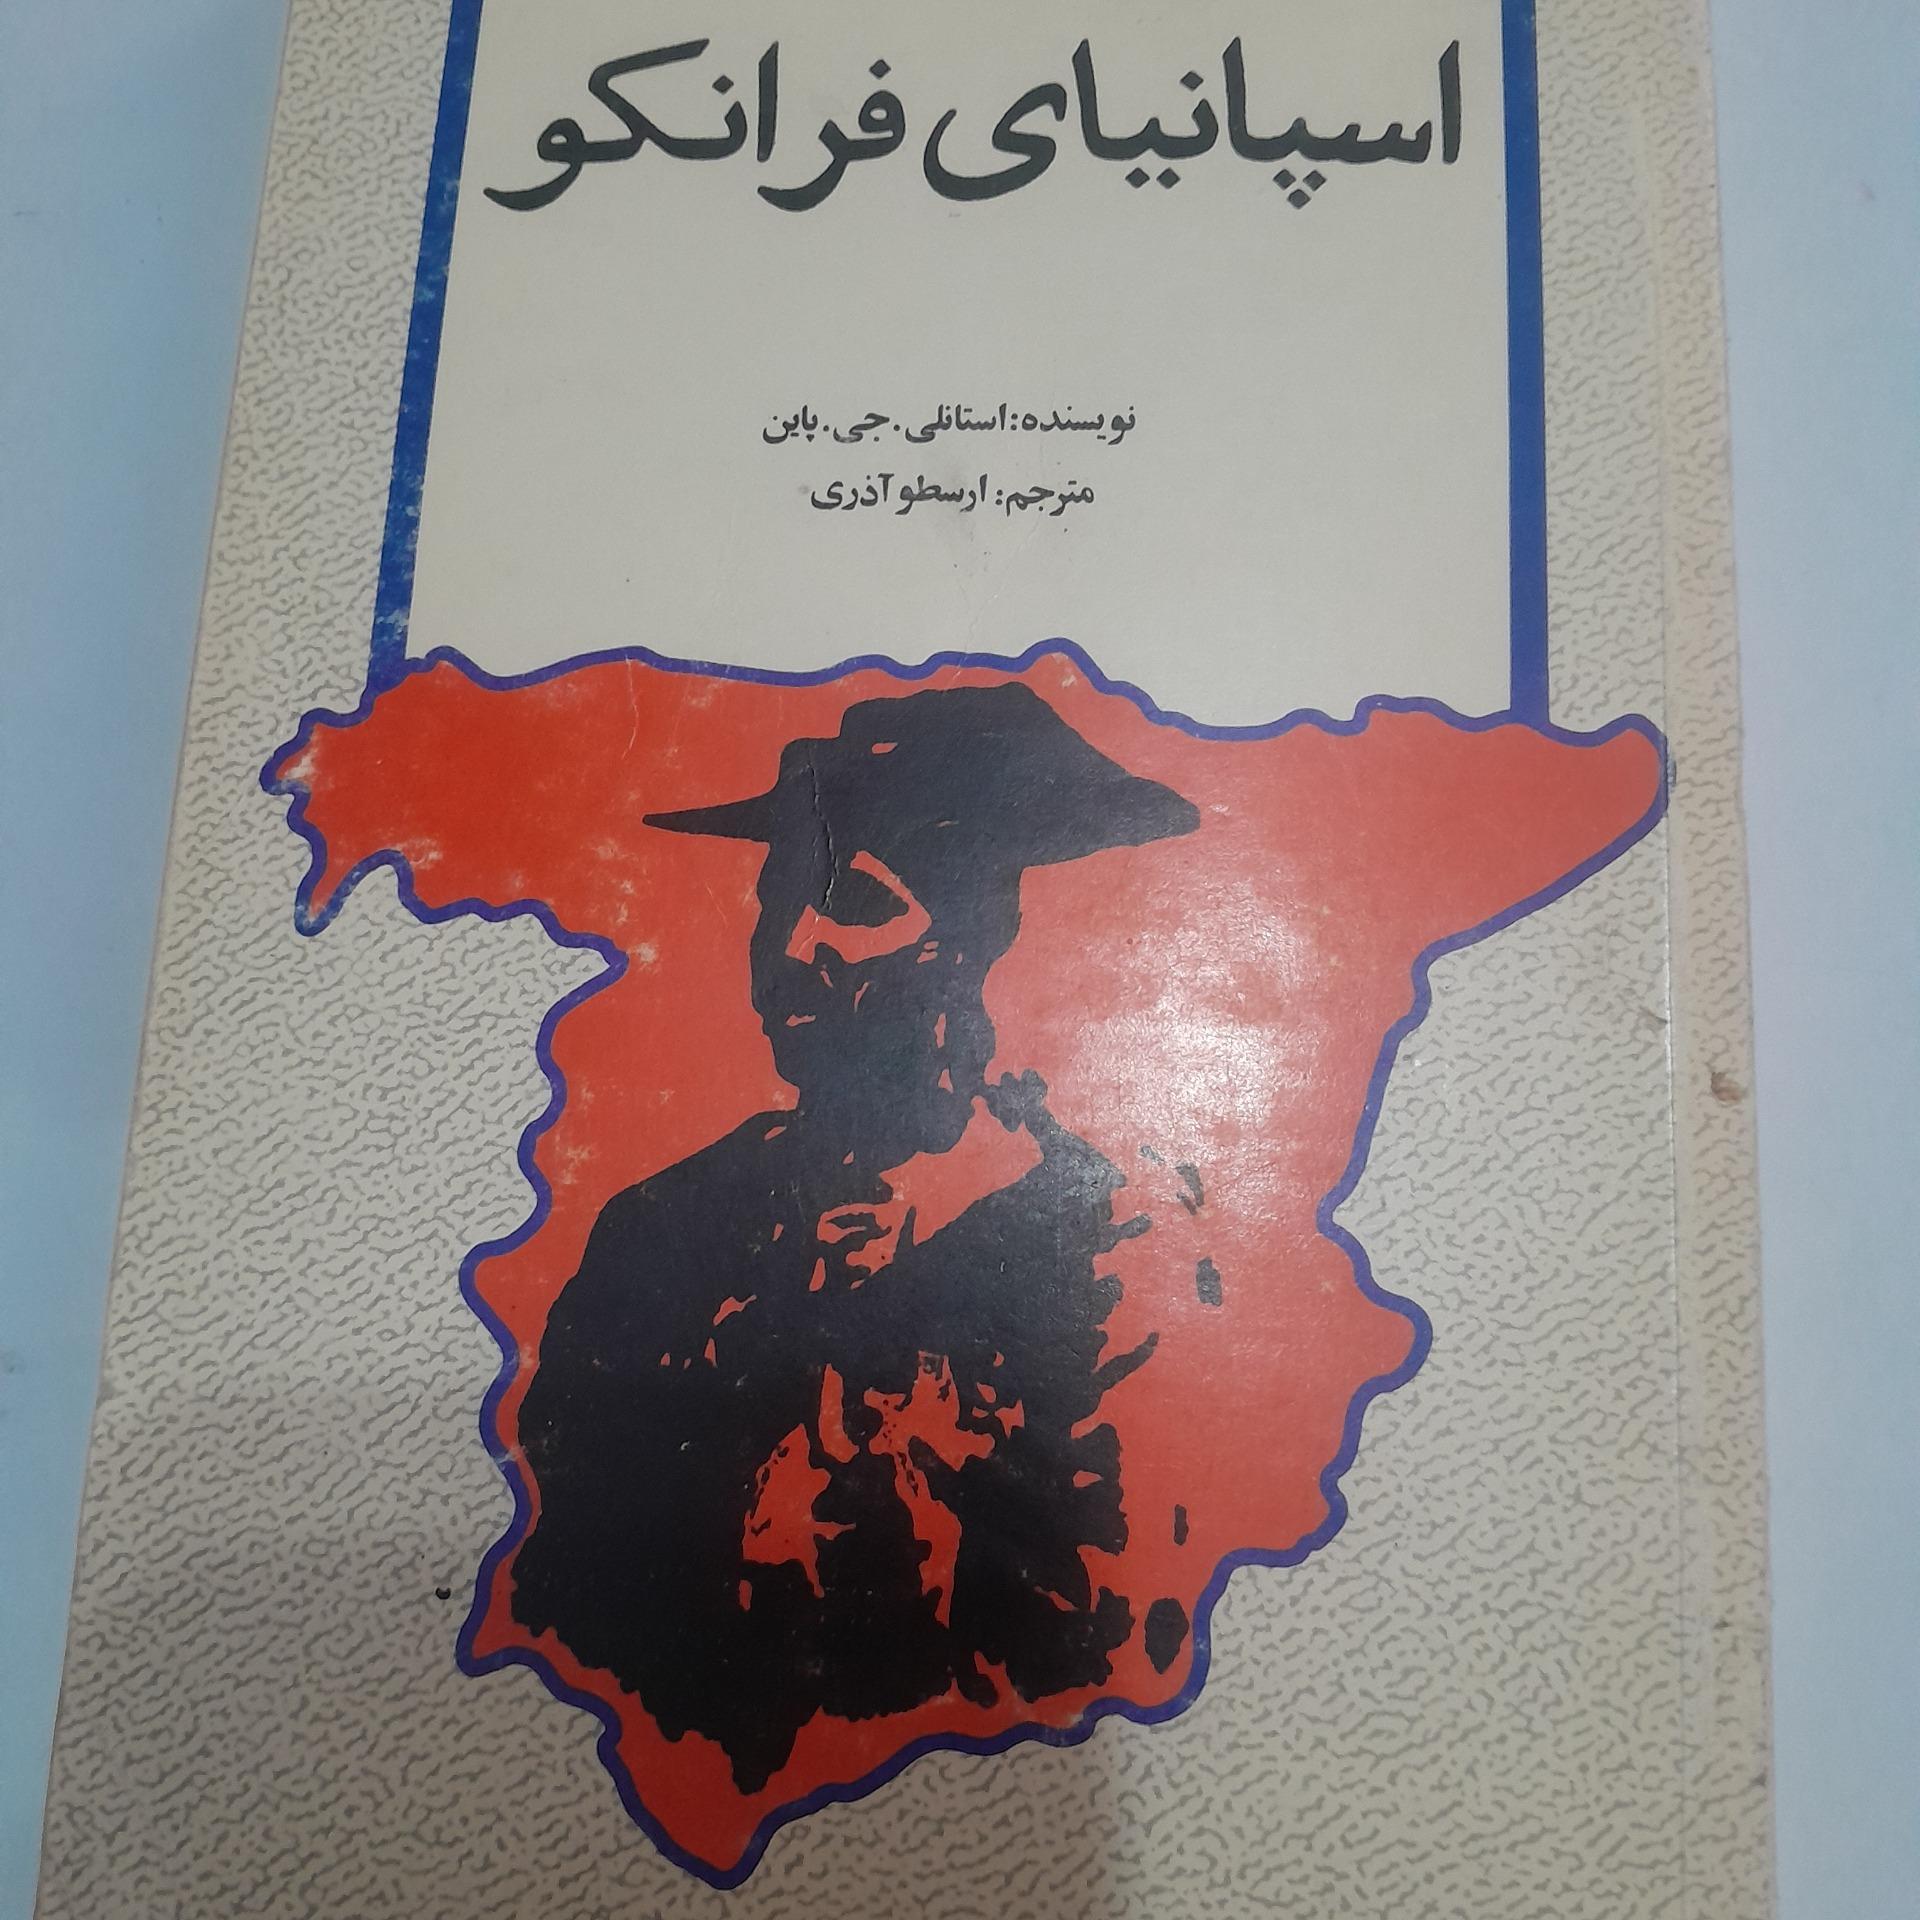 اسپانیای فرانکو
نویسنده: استانلی. جی. پاین
مترجم: ارسطو آذری